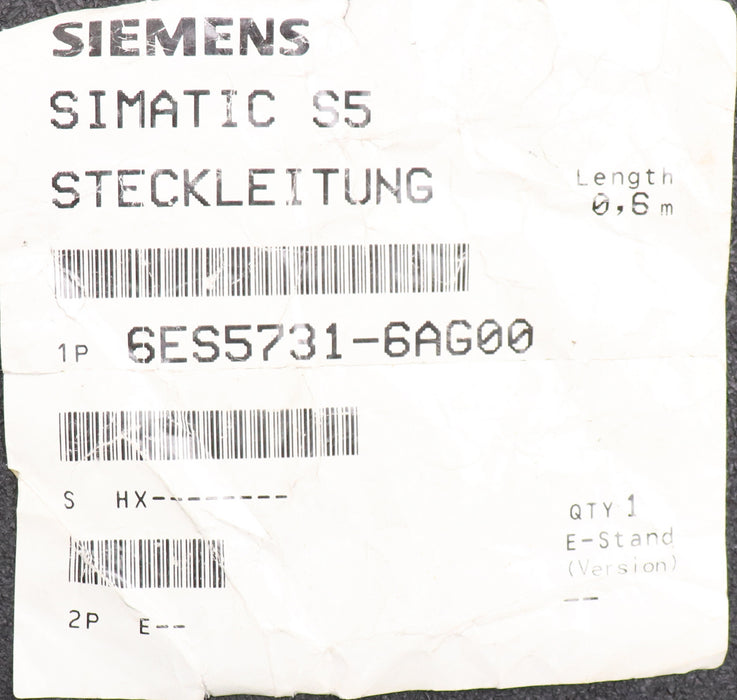 SIEMENS
SIMATIC S5
STECKLEITUNG
Length
0,6 m
1P 6ES5731-6AG00
S HX--------
QTY 1
E-Stand
(Version)
--
2P E--